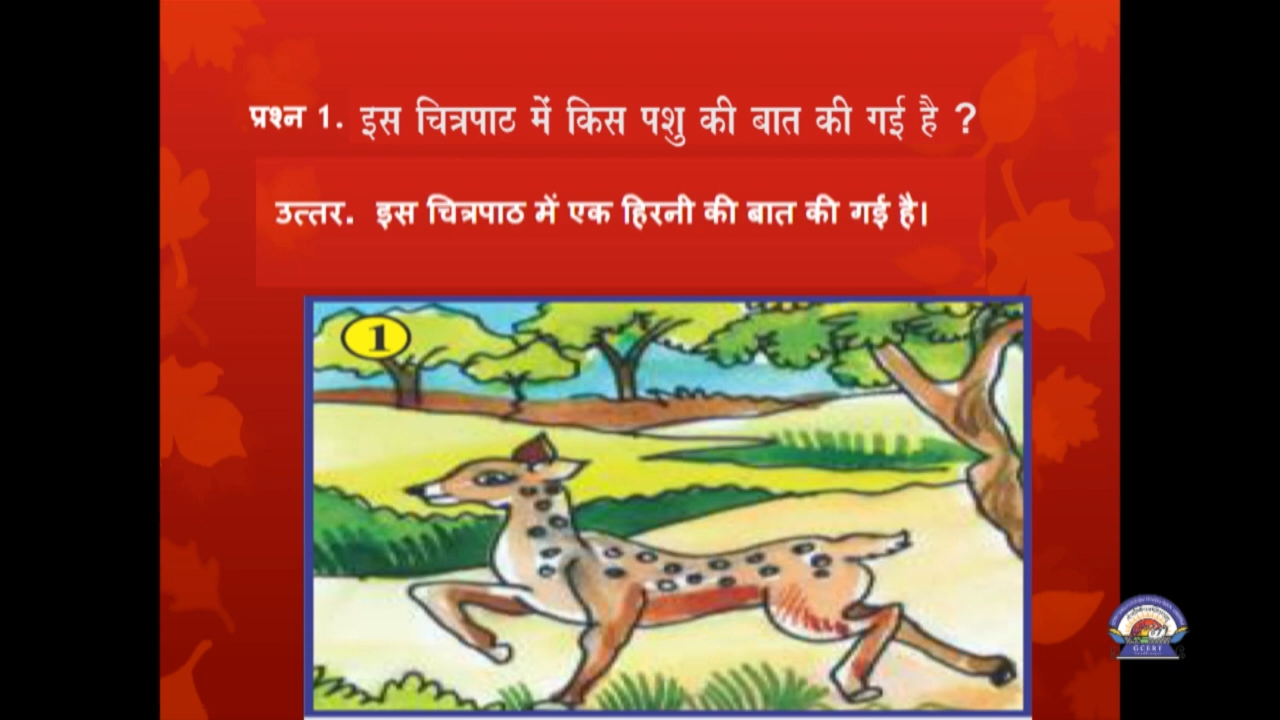 प्रश्न 1. इस चित्रपाठ में किस पशु की बात की गई है ?
उत्तर. इस चित्रपाठ में एक हिरनी की बात की गई है।
1
GCERT